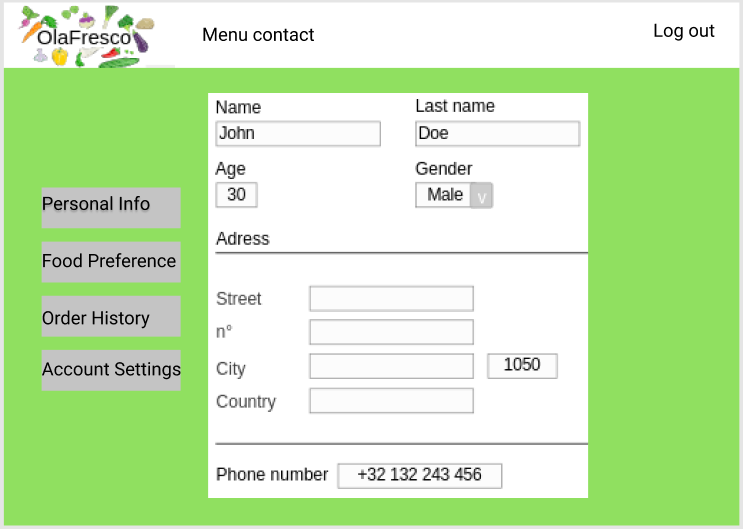 OlaFresco
Menu contact
Log out
Personal Info
Food Preference
Order History
Account Settings
Name
Last name
John
Doe
Age
Gender
30
Male v
Adress
Street
n°
City
1050
Country
Phone number +32 132 243 456